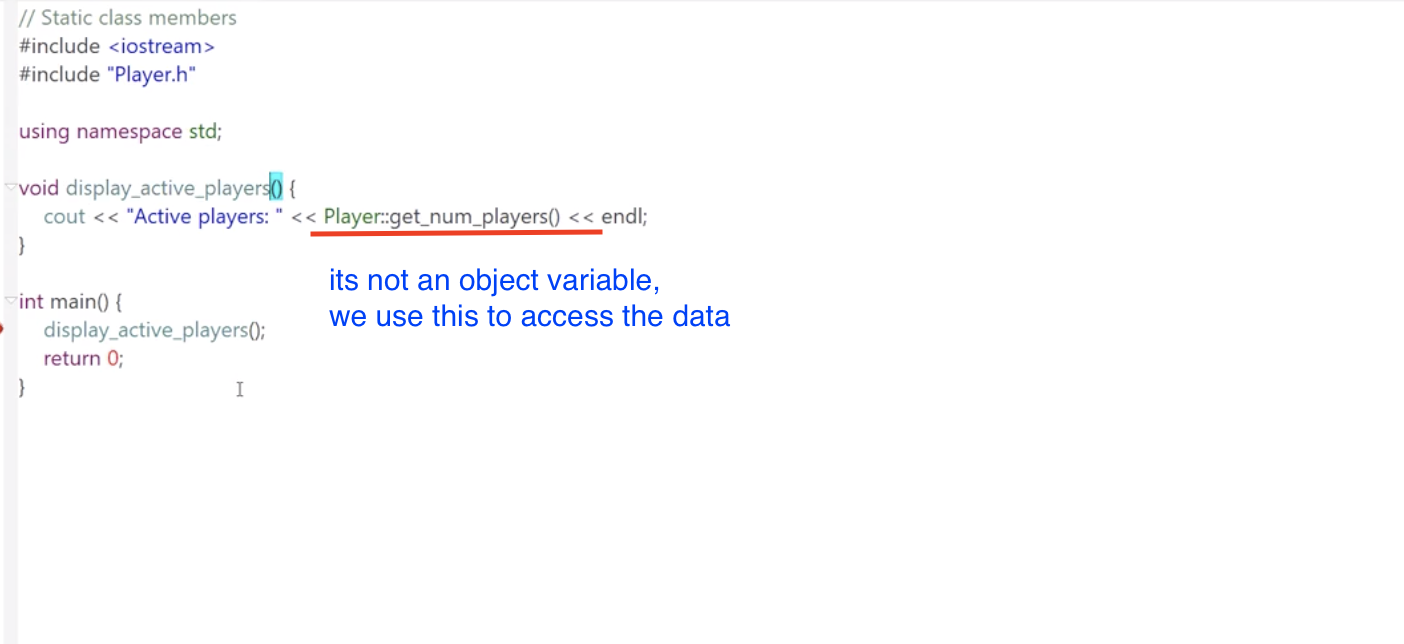 // Static class members
#include <iostream>
#include "Player.h"
using namespace std;
void display_active_players() {
cout << "Active players: " << Player::get_num_players() << endl;
}
its not an object variable,
we use this to access the data
int main() {
display_active_players();
return 0;
}